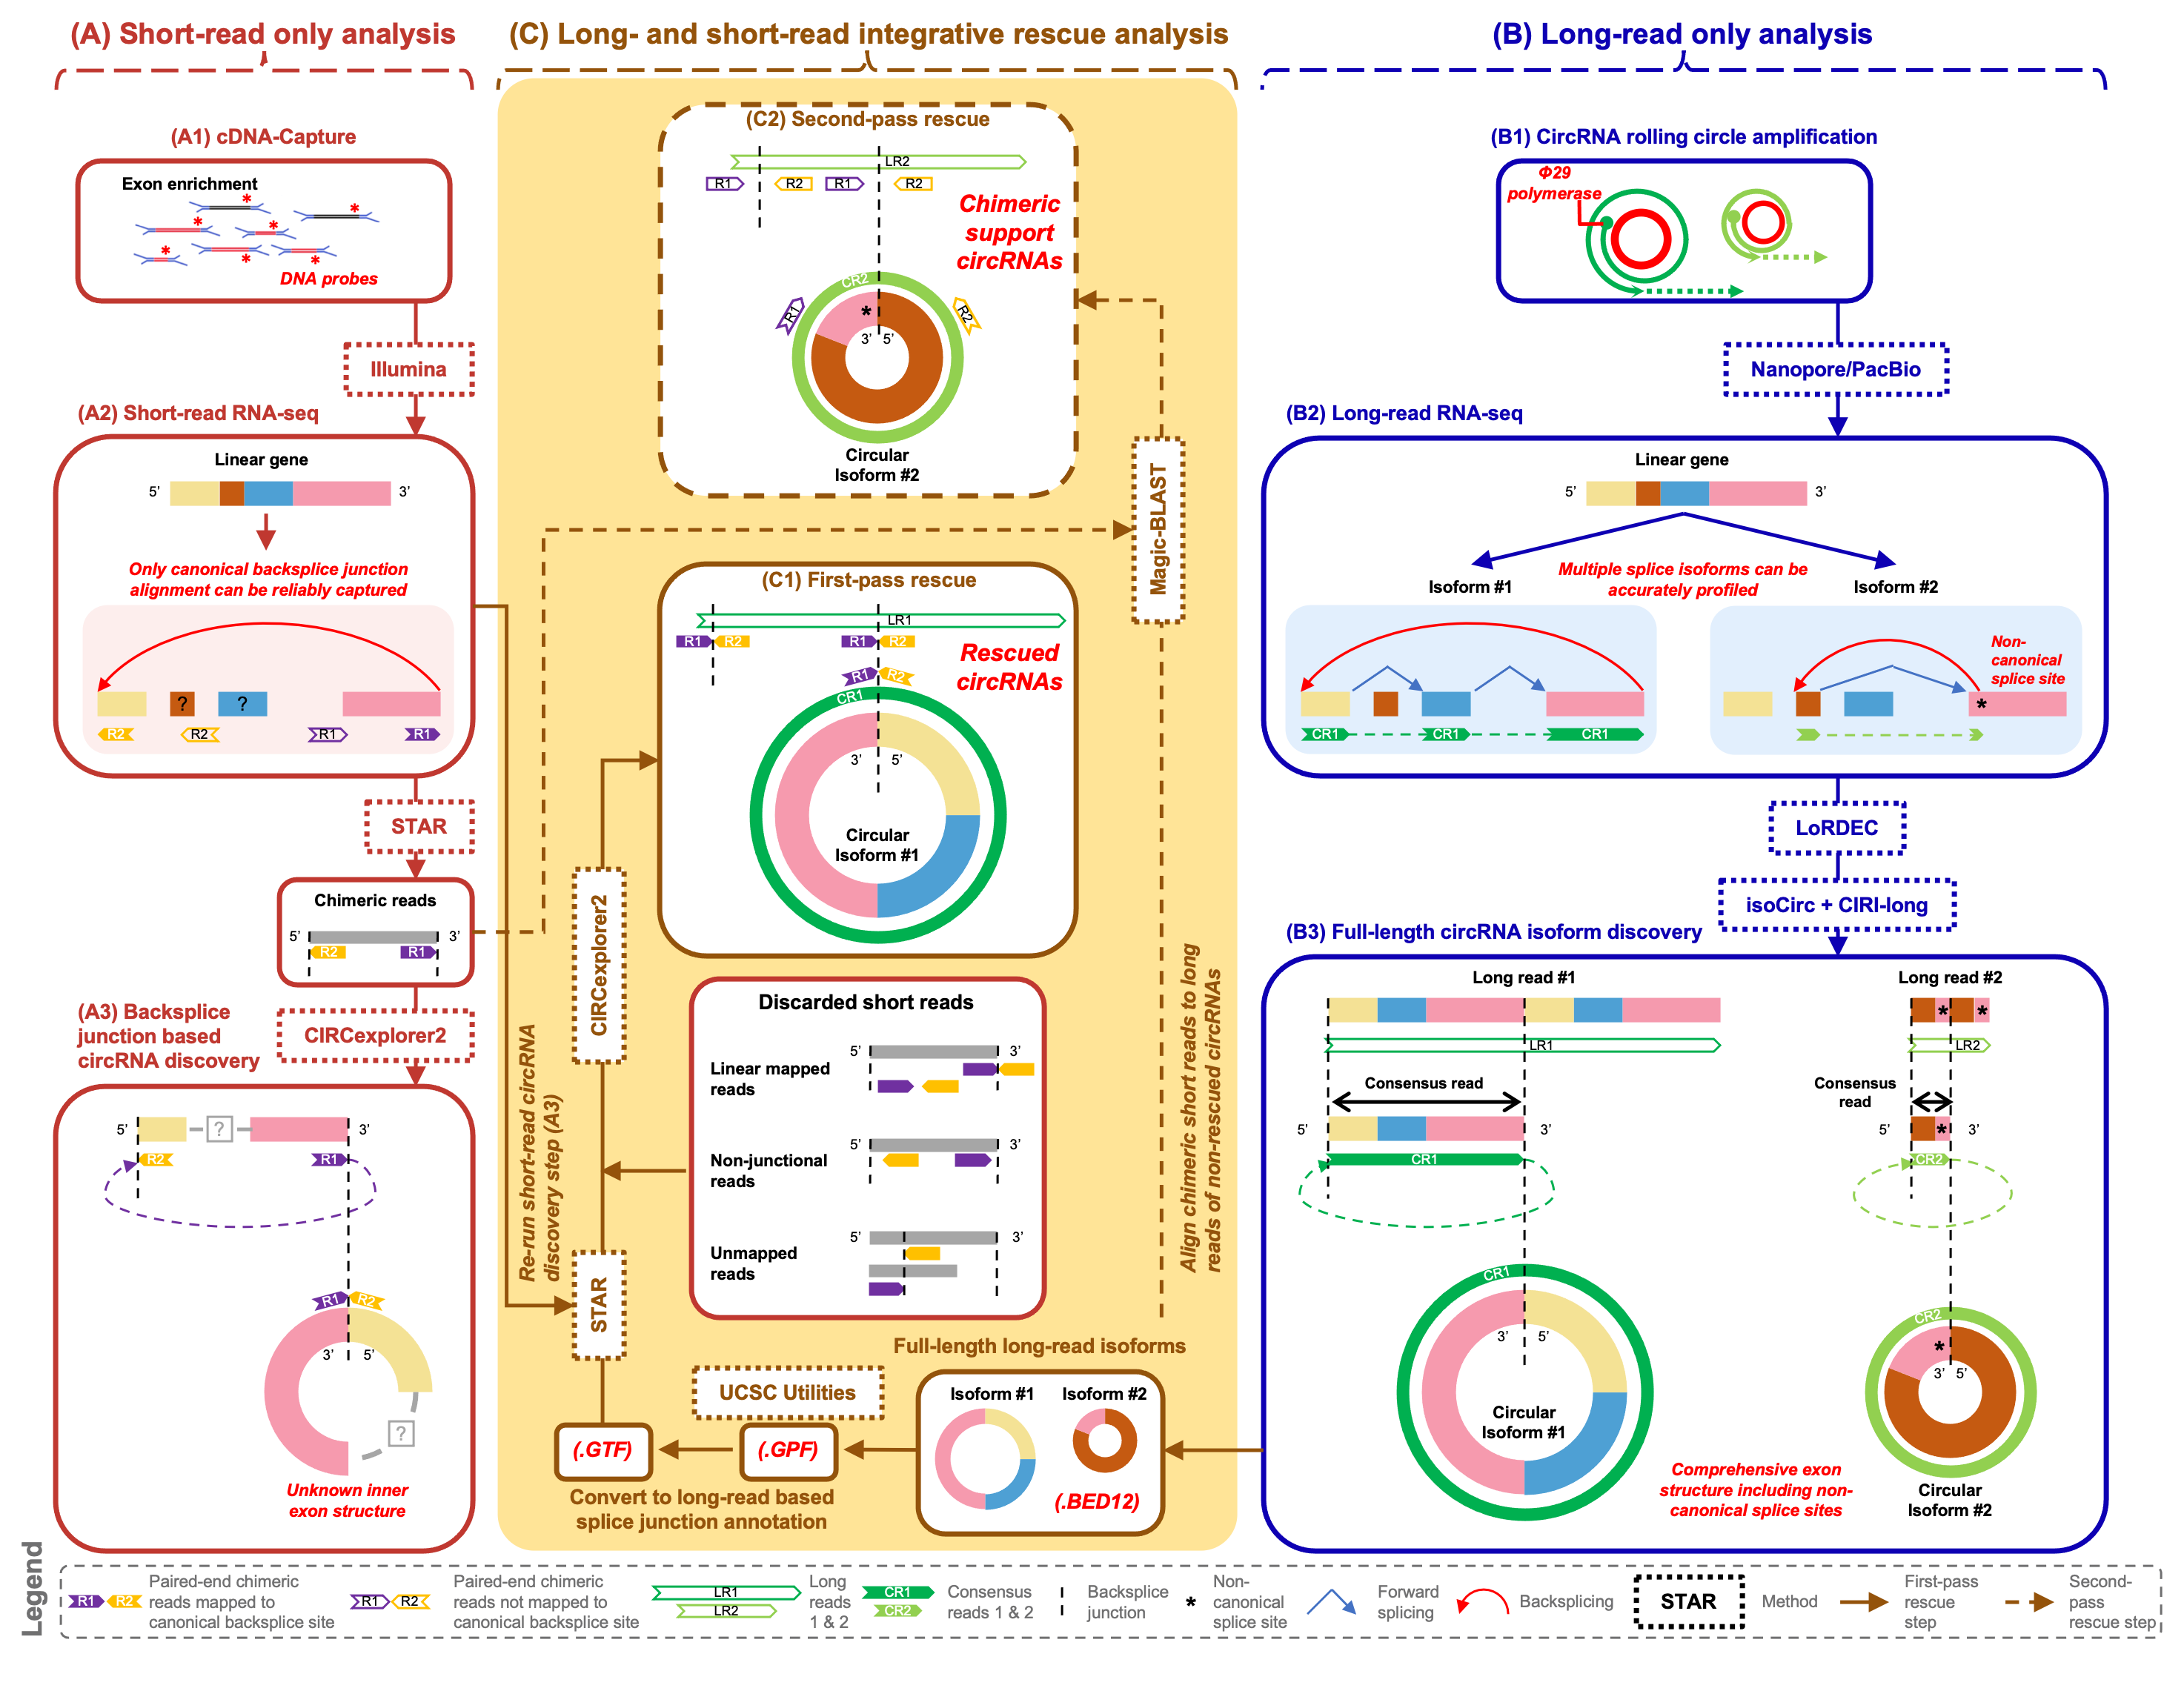 (A) Short-read only analysis
(A1) cDNA-Capture
Exon enrichment
*
*
*
*
*
*
*
DNA probes
Illumina
(A2) Short-read RNA-seq
Linear gene
5’
3’
Only canonical backsplice junction
alignment can be reliably captured
?
?
R2
R2
R1
R1
STAR
Chimeric reads
5’
3’
R2
R1
CIRCexplorer2
(A3) Backsplice
junction based
circRNA discovery
5’
?
3’
R2
R1
R1
R2
3’
5’
?
Unknown inner
exon structure
(C) Long- and short-read integrative rescue analysis
(C2) Second-pass rescue
LR2
R1
R2
R1
R2
Chimeric
support
circRNAs
CR2
R1
R2
*
3’
5’
Circular
Isoform #2
Magic-BLAST
(C1) First-pass rescue
LR1
R1
R2
R1
R2
R1
R2
Rescued
circRNAs
CR1
3’
5’
Circular
Isoform #1
CIRCexplorer2
Re-run short-read circRNA
discovery step (A3)
STAR
Discarded short reads
5’
3’
Linear mapped
reads
5’
3’
Non-junctional
reads
5’
3’
Unmapped
reads
Align chimeric short reads to long
reads of non-rescued circRNAs
Full-length long-read isoforms
Isoform #1
Isoform #2
(.BED12)
UCSC Utilities
(.GPF)
(.GTF)
Convert to long-read based
splice junction annotation
(B) Long-read only analysis
(B1) CircRNA rolling circle amplification
Φ29
polymerase
Nanopore/PacBio
(B2) Long-read RNA-seq
Linear gene
5’
3’
Isoform #1
Multiple splice isoforms can be
accurately profiled
Isoform #2
CR1
CR1
CR1
Non-
canonical
splice site
*
LoRDEC
isoCirc + CIRI-long
(B3) Full-length circRNA isoform discovery
Long read #1
LR1
Consensus read
5’
3’
CR1
CR1
3’
5’
Circular
Isoform #1
Long read #2
*
*
LR2
Consensus
read
5’
*
3’
CR2
CR2
*
3’
5’
Circular
Isoform #2
Comprehensive exon
structure including non-
canonical splice sites
Legend
R1
R2
Paired-end chimeric
reads mapped to
canonical backsplice site
R1
R2
Paired-end chimeric
reads not mapped to
canonical backsplice site
LR1
LR2
Long
reads
1 & 2
CR1
CR2
Consensus
reads 1 & 2
Backsplice
junction
*
Non-
canonical
splice site
Forward
splicing
Backsplicing
STAR
Method
First-pass
rescue
step
Second-
pass
rescue step